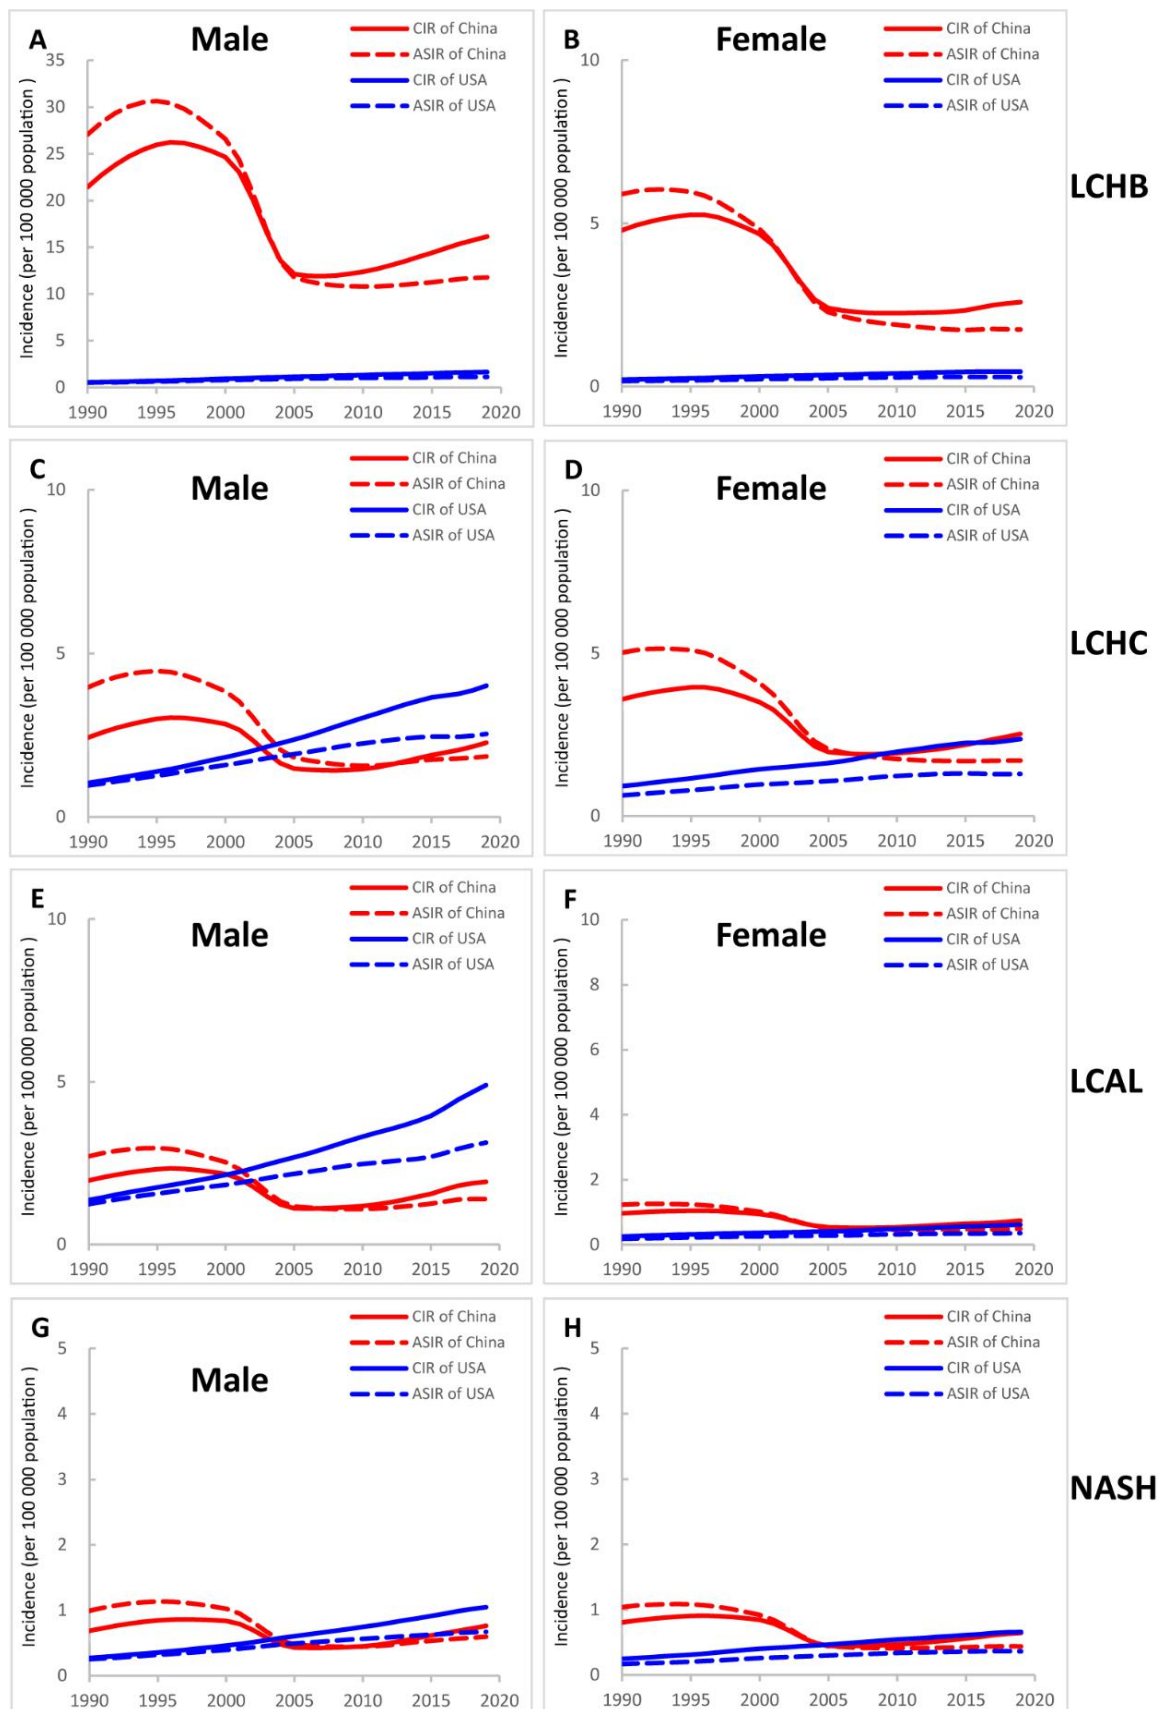 A
Male
CIR of China
ASIR of China
CIR of USA
ASIR of USA
Incidence (per 100 000 population )
35
30
25
20
15
10
5
0
1990 1995 2000 2005 2010 2015 2020
B
Female
CIR of China
ASIR of China
CIR of USA
ASIR of USA
Incidence (per 100 000 population )
10
5
0
1990 1995 2000 2005 2010 2015 2020
LCHB
C
Male
CIR of China
ASIR of China
CIR of USA
ASIR of USA
Incidence (per 100 000 population )
10
5
0
1990 1995 2000 2005 2010 2015 2020
D
Female
CIR of China
ASIR of China
CIR of USA
ASIR of USA
Incidence (per 100 000 population )
10
5
0
1990 1995 2000 2005 2010 2015 2020
LCHC
E
Male
CIR of China
ASIR of China
CIR of USA
ASIR of USA
Incidence (per 100 000 population )
10
5
0
1990 1995 2000 2005 2010 2015 2020
F
Female
CIR of China
ASIR of China
CIR of USA
ASIR of USA
Incidence (per 100 000 population )
10
8
6
4
2
0
1990 1995 2000 2005 2010 2015 2020
LCAL
G
Male
CIR of China
ASIR of China
CIR of USA
ASIR of USA
Incidence (per 100 000 population )
5
4
3
2
1
0
1990 1995 2000 2005 2010 2015 2020
H
CIR of China
ASIR of China
CIR of USA
ASIR of USA
Incidence (per 100 000 population )
5
4
3
2
1
0
1990 1995 2000 2005 2010 2015 2020
NASH